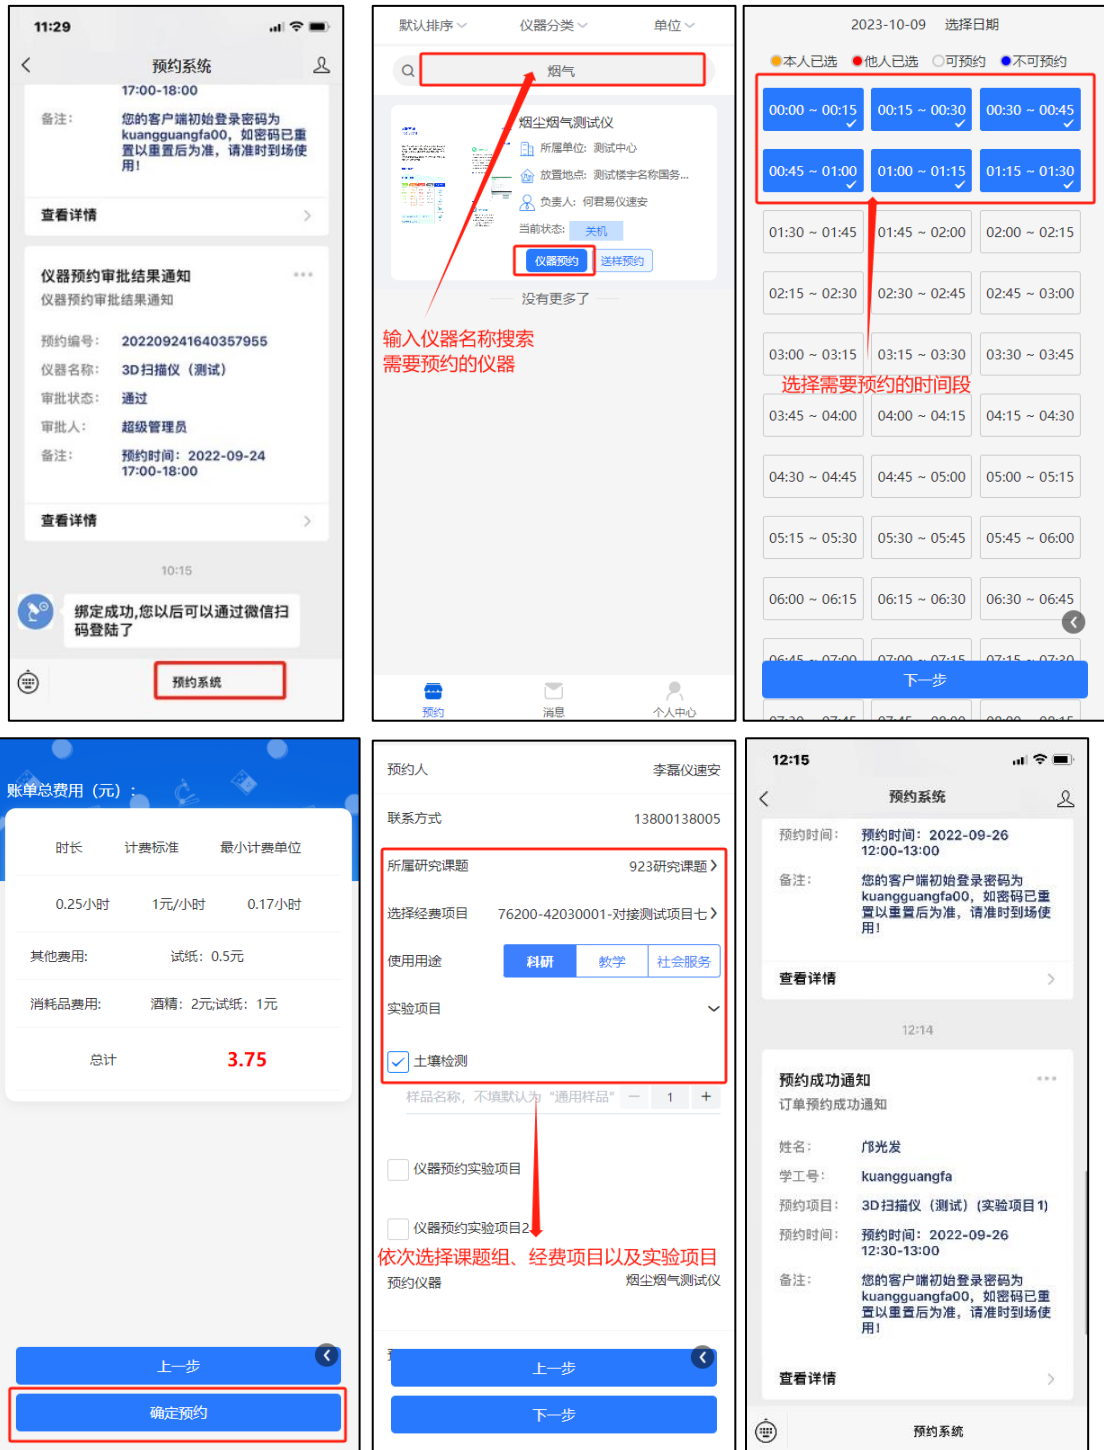 11:29
预约系统
17:00-18:00
备注：
您的客户端初始登录密码为
kuangguangfa00，如密码已重
置以重置后为准，请准时到场使
用！
查看详情
仪器预约审批结果通知
仪器预约审批结果通知
预约编号：
202209241640357955
仪器名称：
3D扫描仪（测试）
审批状态：
通过
审批人：
超级管理员
备注：
预约时间：2022-09-24
17:00-18:00
查看详情
10:15
绑定成功,您以后可以通过微信扫
码登陆了
预约系统
默认排序
仪器分类
单位
烟气
烟尘烟气测试仪
所属单位：测试中心
放置地点：测试楼宇名称国务...
负责人：何君易仪速安
当前状态：
关机
仪器预约
送样预约
没有更多了
输入仪器名称搜索
需要预约的仪器
预约
消息
个人中心
2023-10-09 选择日期
本人已选 他人已选 可预约 不可预约
00:00 ~ 00:15
00:15 ~ 00:30
00:30 ~ 00:45
00:45 ~ 01:00
01:00 ~ 01:15
01:15 ~ 01:30
01:30 ~ 01:45
01:45 ~ 02:00
02:00 ~ 02:15
02:15 ~ 02:30
02:30 ~ 02:45
02:45 ~ 03:00
03:00 ~ 03:15
03:15 ~ 03:30
03:30 ~ 03:45
选择需要预约的时间段
03:45 ~ 04:00
04:00 ~ 04:15
04:15 ~ 04:30
04:30 ~ 04:45
04:45 ~ 05:00
05:00 ~ 05:15
05:15 ~ 05:30
05:30 ~ 05:45
05:45 ~ 06:00
06:00 ~ 06:15
06:15 ~ 06:30
06:30 ~ 06:45
06:45 ~ 07:00
07:00 ~ 07:15
07:15 ~ 07:30
下一步
07:30 ~ 07:45
07:45 ~ 08:00
08:00 ~ 08:15
账单总费用（元）：
时长
计费标准
最小计费单位
0.25小时
1元/小时
0.17小时
其他费用:
试纸：0.5元
消耗品费用:
酒精：2元;试纸：1元
总计
3.75
上一步
确定预约
预约人
李磊仪速安
联系方式
13800138005
所属研究课题
923研究课题
选择经费项目
76200-42030001-对接测试项目七
使用用途
科研
教学
社会服务
实验项目
土壤检测
样品名称，不填默认为“通用样品”
1
仪器预约实验项目
仪器预约实验项目2
依次选择课题组、经费项目以及实验项目
预约仪器
烟尘烟气测试仪
上一步
下一步
12:15
预约系统
预约时间：
预约时间：2022-09-26
12:00-13:00
备注：
您的客户端初始登录密码为
kuangguangfa00，如密码已重
置以重置后为准，请准时到场使
用！
查看详情
12:14
预约成功通知
订单预约成功通知
姓名：
邝光发
学工号：
kuangguangfa
预约项目：
3D扫描仪（测试）(实验项目1)
预约时间：
预约时间：2022-09-26
12:30-13:00
备注：
您的客户端初始登录密码为
kuangguangfa00，如密码已重
置以重置后为准，请准时到场使
用！
查看详情
预约系统